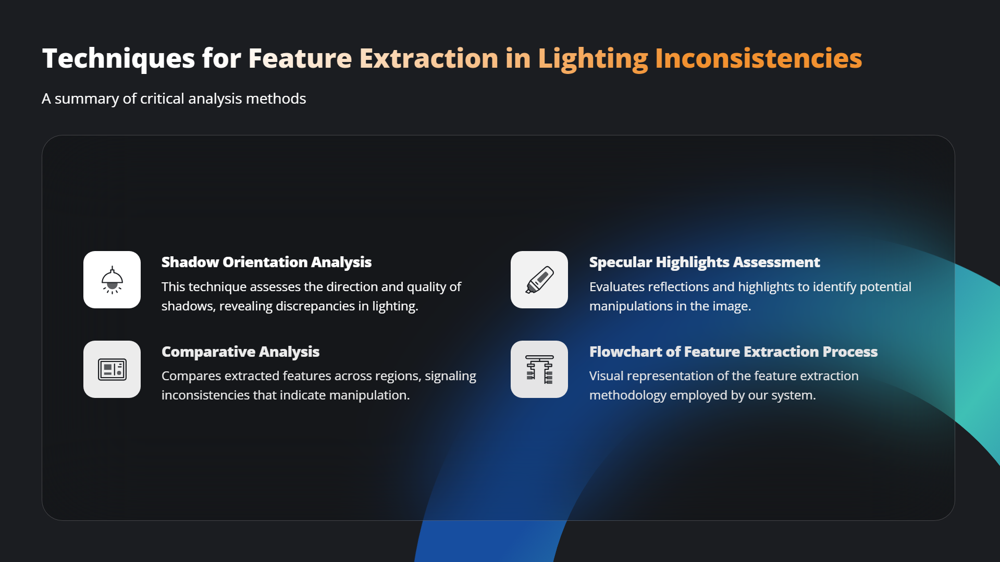 Techniques for Feature Extraction in Lighting Inconsistencies
A summary of critical analysis methods
Shadow Orientation Analysis
This technique assesses the direction and quality of
shadows, revealing discrepancies in lighting.
Specular Highlights Assessment
Evaluates reflections and highlights to identify potential
manipulations in the image.
Comparative Analysis
Compares extracted features across regions, signaling
inconsistencies that indicate manipulation.
Flowchart of Feature Extraction Process
Visual representation of the feature extraction
methodology employed by our system.